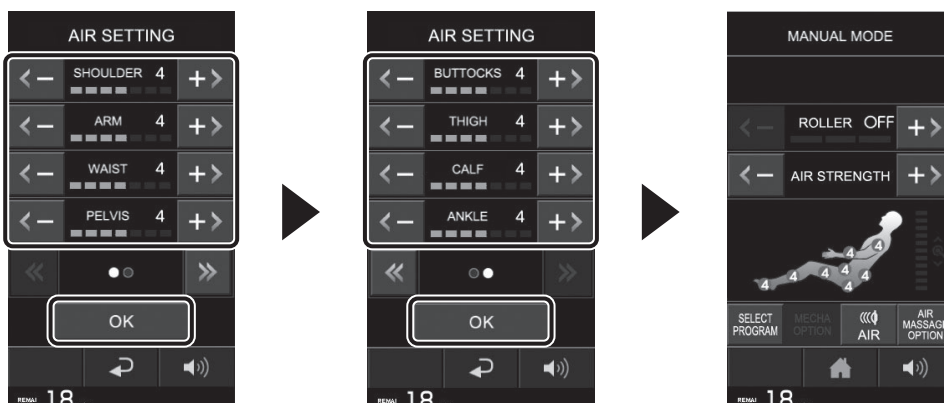 AIR SETTING
SHOULDER 4
ARM 4
WAIST 4
PELVIS 4
OK
18
AIR SETTING
BUTTOCKS 4
THIGH 4
CALF 4
ANKLE 4
OK
18
MANUAL MODE
ROLLER OFF
AIR STRENGTH
4
4
4
4
4
4
4
4
SELECT PROGRAM
MECHA OPTION
AIR
AIR MASSAGE OPTION
18